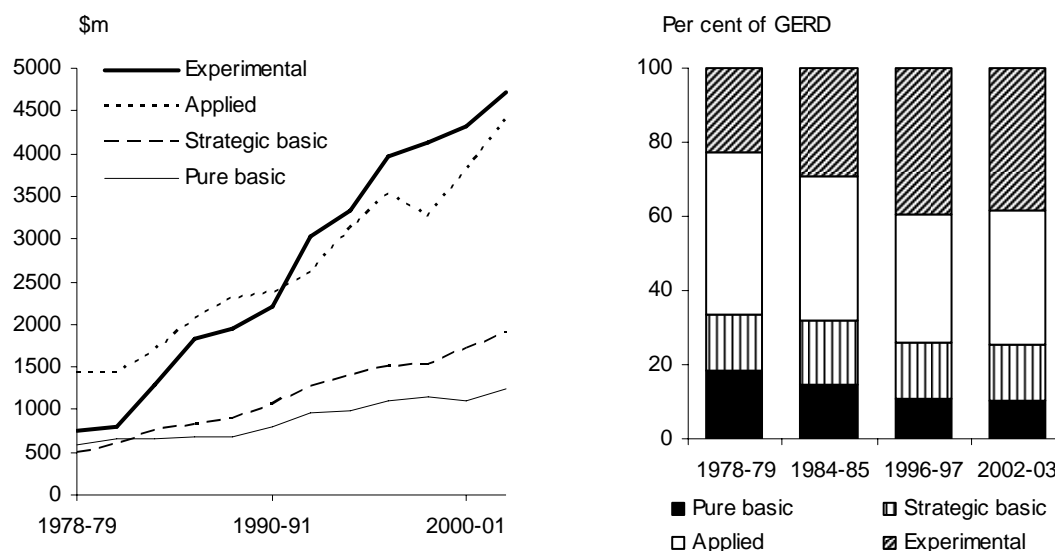 $m
5000
4500
4000
3500
3000
2500
2000
1500
1000
500
0
Experimental
Applied
Strategic basic
Pure basic
1978-79 1990-91 2000-01
Per cent of GERD
100
80
60
40
20
0
1978-79 1984-85 1996-97 2002-03
Pure basic Strategic basic
Applied Experimental